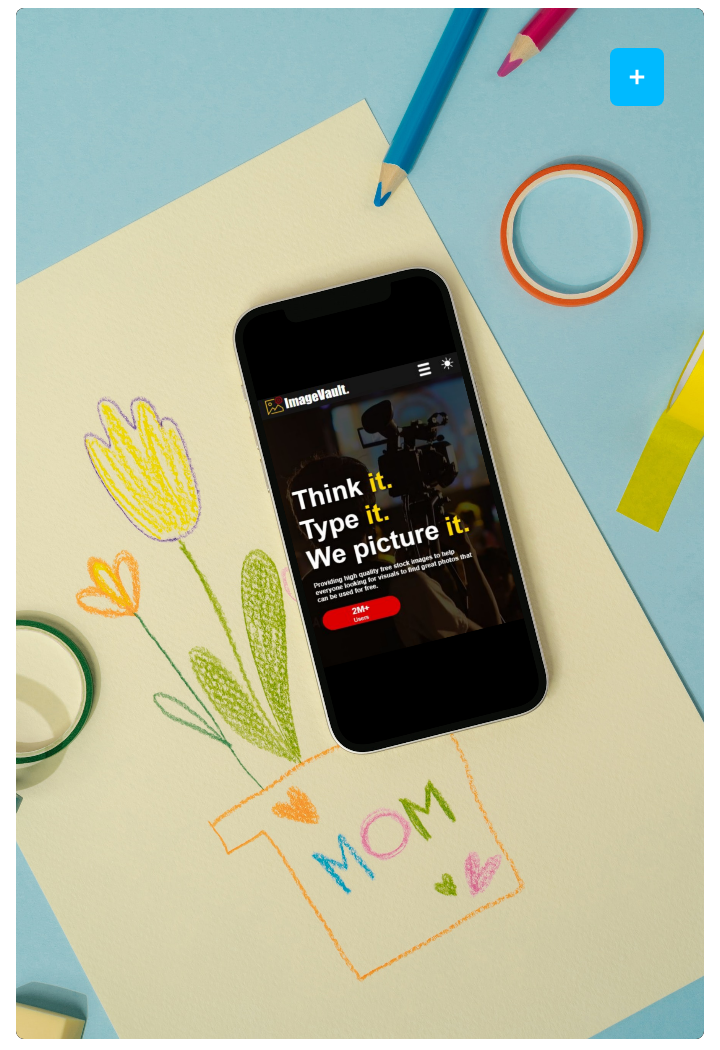 +
ImageVault.
Think it.
Type it.
We picture it.
Providing high quality free stock images to help
everyone looking for visuals to find great photos that
can be used for free.
2M+
Users
MOM